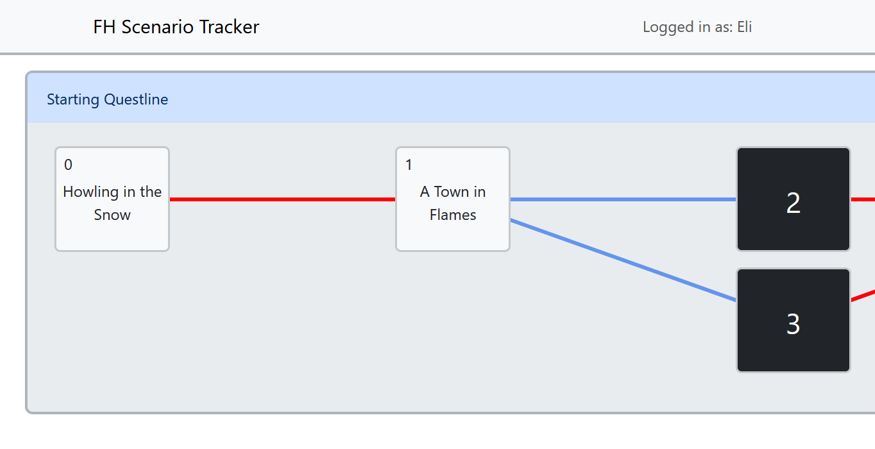 FH Scenario Tracker
Logged in as: Eli
Starting Questline
0
Howling in the
Snow
1
A Town in
Flames
2
3